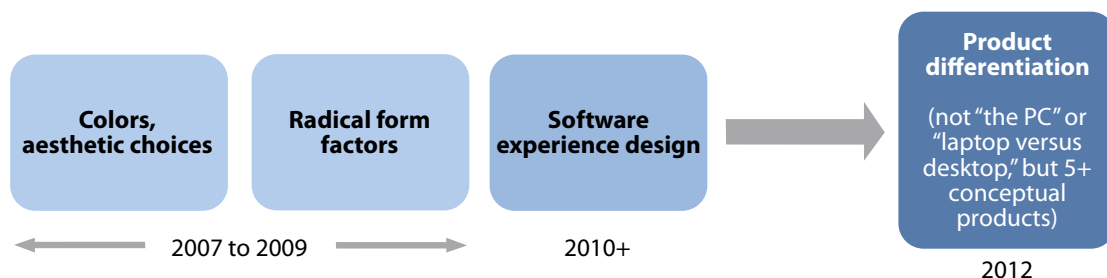 Colors,
aesthetic choices
Radical form
factors
Software
experience design
Product
differentiation
(not “the PC” or
“laptop versus
desktop,” but 5+
conceptual
products)
2007 to 2009
2010+
2012